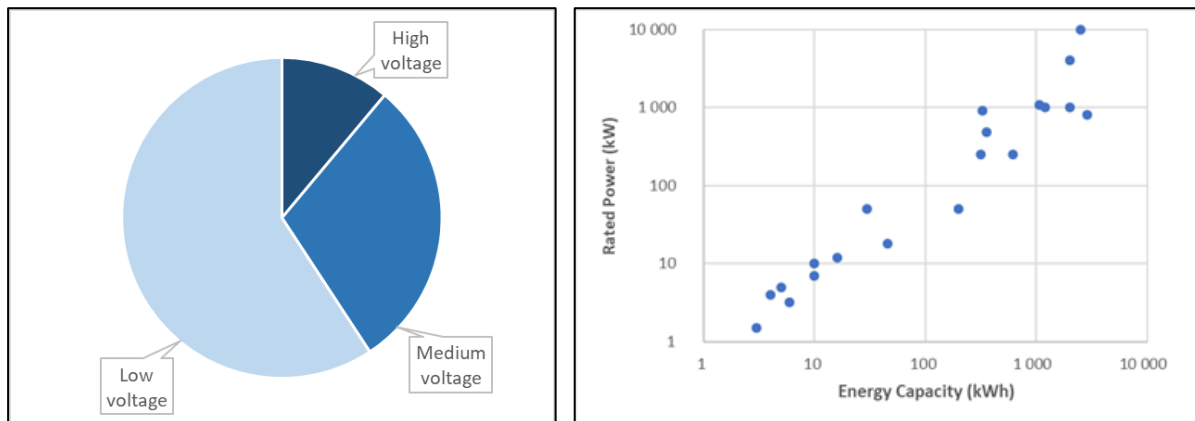 High
voltage
Medium
voltage
Low
voltage
10 000
1 000
100
10
1
Rated Power (kW)
1
10
100
1 000
10 000
Energy Capacity (kWh)